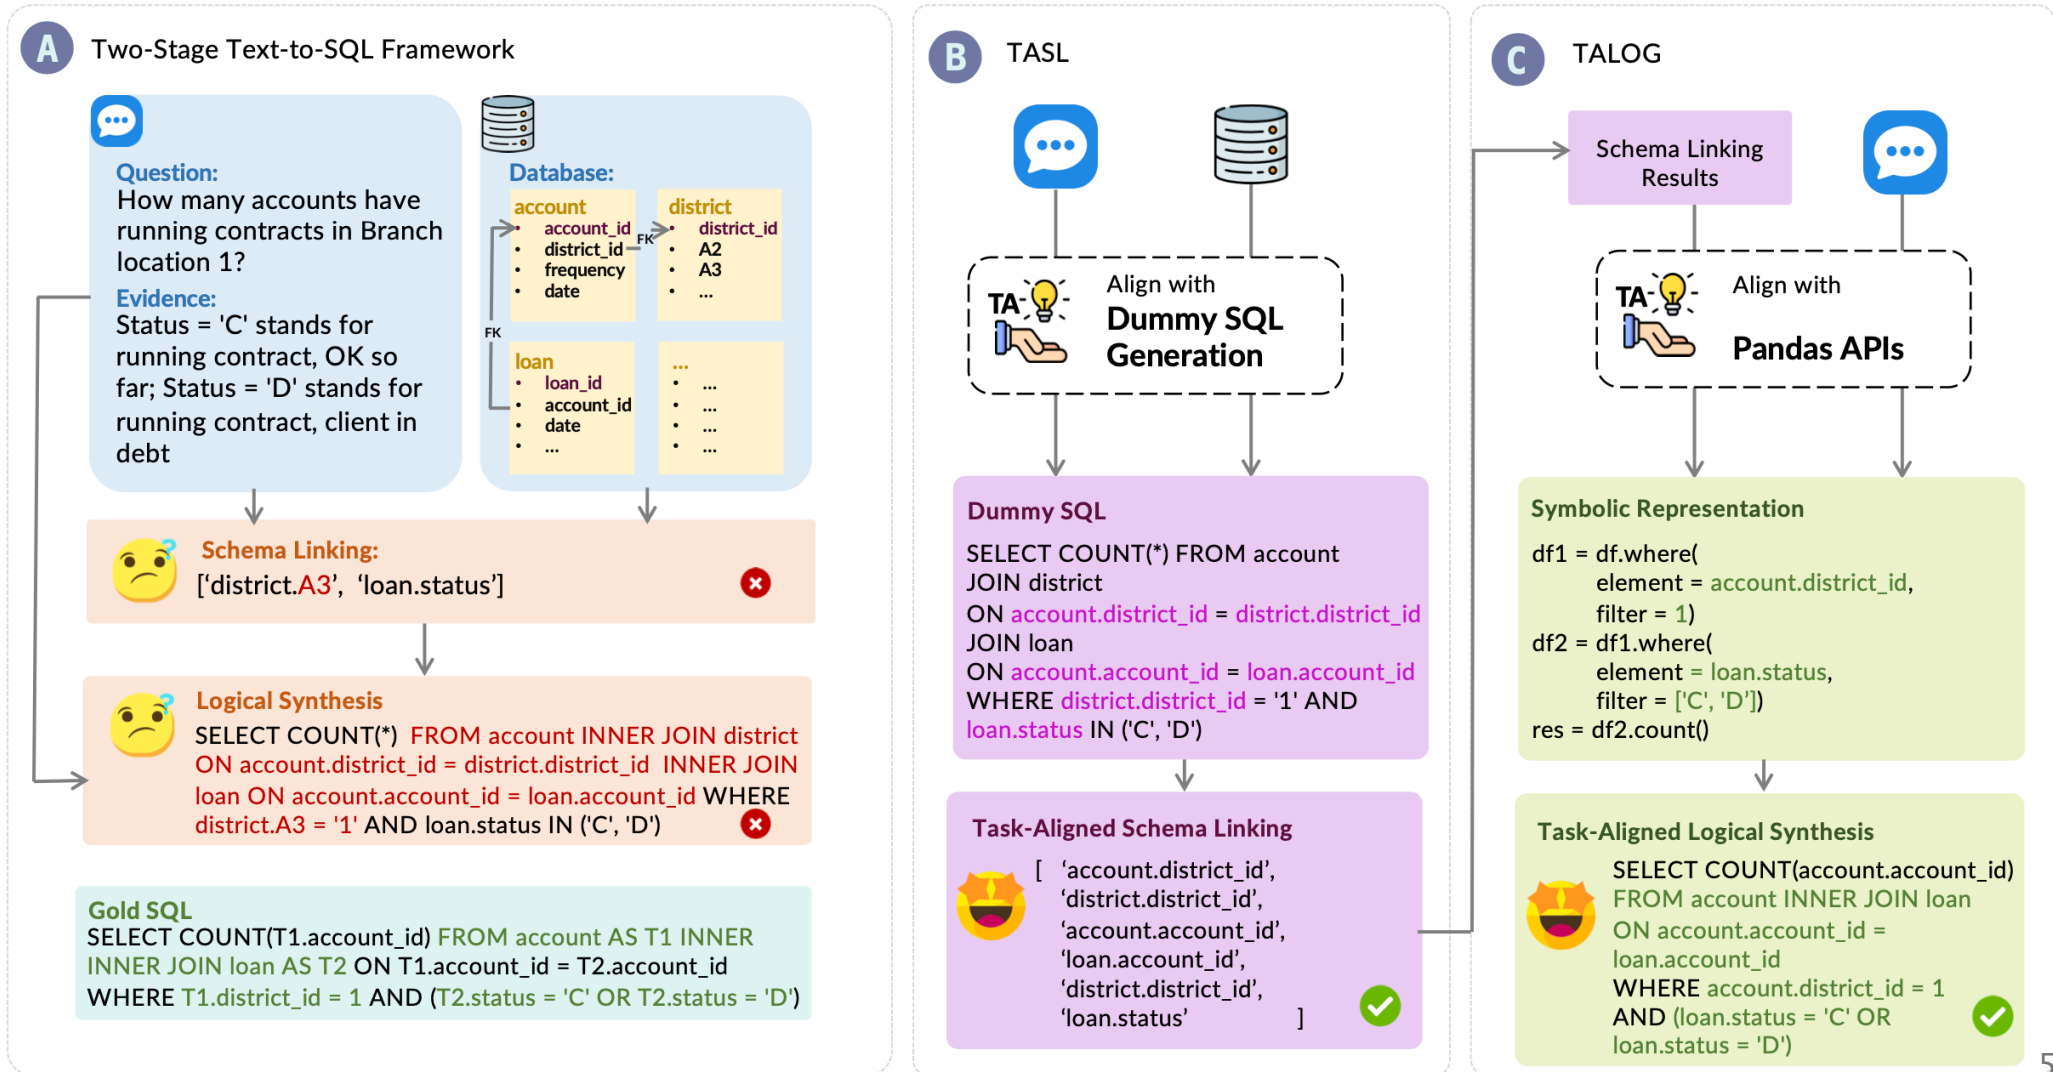 A Two-Stage Text-to-SQL Framework
Question:
How many accounts have
running contracts in Branch
location 1?
Evidence:
Status = 'C' stands for
running contract, OK so
far; Status = 'D' stands for
running contract, client in
debt
Database:
account
• account_id
• district_id
• frequency
• date
FK
district
• district_id
• A2
• A3
• ...
FK
loan
• loan_id
• account_id
• date
• ...
...
• ...
• ...
• ...
• ...
Schema Linking:
[‘district.A3’, ‘loan.status’]
Logical Synthesis
SELECT COUNT(*) FROM account INNER JOIN district
ON account.district_id = district.district_id INNER JOIN
loan ON account.account_id = loan.account_id WHERE
district.A3 = '1' AND loan.status IN ('C', 'D')
Gold SQL
SELECT COUNT(T1.account_id) FROM account AS T1 INNER
INNER JOIN loan AS T2 ON T1.account_id = T2.account_id
WHERE T1.district_id = 1 AND (T2.status = 'C' OR T2.status = 'D')
B TASL
TA
Align with
Dummy SQL
Generation
Dummy SQL
SELECT COUNT(*) FROM account
JOIN district
ON account.district_id = district.district_id
JOIN loan
ON account.account_id = loan.account_id
WHERE district.district_id = '1' AND
loan.status IN ('C', 'D')
Task-Aligned Schema Linking
[ ‘account.district_id’,
‘district.district_id’,
‘account.account_id’,
‘loan.account_id’,
‘district.district_id’,
‘loan.status’ ]
C TALOG
Schema Linking
Results
TA
Align with
Pandas APIs
Symbolic Representation
df1 = df.where(
element = account.district_id,
filter = 1)
df2 = df1.where(
element = loan.status,
filter = ['C', 'D'])
res = df2.count()
Task-Aligned Logical Synthesis
SELECT COUNT(account.account_id)
FROM account INNER JOIN loan
ON account.account_id =
loan.account_id
WHERE account.district_id = 1
AND (loan.status = 'C' OR
loan.status = 'D')
5